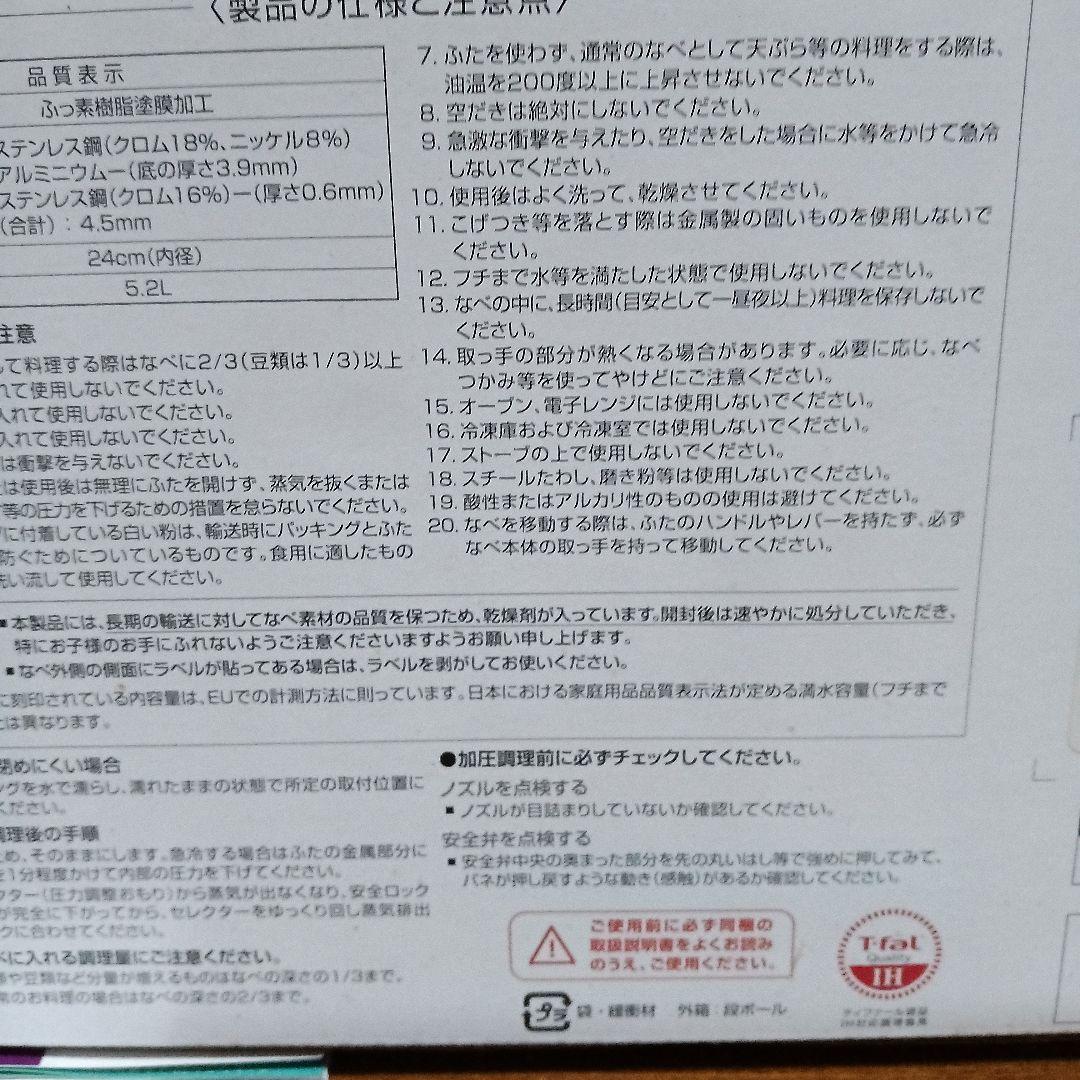 〈製品の仕様と注意点〉
品質表示
ふっ素樹脂塗膜加工
ステンレス鋼(クロム18%、ニッケル8%)
アルミニウムー(底の厚さ3.9mm)
ステンレス鋼(クロム16%)ー(厚さ0.6mm)
(合計):4.5mm
24cm(内径)
5.2L
注意
して料理する際はなべに2/3(豆類は1/3)以上
れて使用しないでください。
入れて使用しないでください。
入れて使用しないでください。
は衝撃を与えないでください。
は使用後は無理にふたを開けず、蒸気を抜くまたは
等の圧力を下げるための措置を怠らないでください。
に付着している白い粉は、輸送時にパッキングとふた
防ぐためについているものです。食用に適したもの
洗い流して使用してください。
7. ふたを使わず、通常のなべとして天ぷら等の料理をする際は、
油温を200度以上に上昇させないでください。
8. 空だきは絶対にしないでください。
9. 急激な衝撃を与えたり、空だきをした場合に水等をかけて急冷
しないでください。
10. 使用後はよく洗って、乾燥させてください。
11. こげつき等を落とす際は金属製の固いものを使用しないで
ください。
12. フチまで水等を満たした状態で使用しないでください。
13. なべの中に、長時間(目安として一昼夜以上)料理を保存しないで
ください。
14. 取っ手の部分が熱くなる場合があります。必要に応じ、なべ
つかみ等を使ってやけどにご注意ください。
15. オーブン、電子レンジには使用しないでください。
16. 冷凍庫および冷凍室では使用しないでください。
17. ストーブの上で使用しないでください。
18. スチールたわし、磨き粉等は使用しないでください。
19. 酸性またはアルカリ性のものの使用は避けてください。
20. なべを移動する際は、ふたのハンドルやレバーを持たず、必ず
なべ本体の取っ手を持って移動してください。
■本製品には、長期の輸送に対してなべ素材の品質を保つため、乾燥剤が入っています。開封後は速やかに処分していただき、
特にお子様のお手にふれないようご注意くださいますようお願い申し上げます。
■なべ外側の側面にラベルが貼ってある場合は、ラベルを剥がしてお使いください。
に刻印されている内容量は、EUでの計測方法に則っています。日本における家庭用品品質表示法が定める満水容量(フチまで
は異なります。
閉めにくい場合
ングを水で濡らし、濡れたままの状態で所定の取付位置に
ください。
調理後の手順
ため、そのままにします。急冷する場合はふたの金属部分に
を1分程度かけて内部の圧力を下げてください。
クター(圧力調整おもり)から蒸気が出なくなり、安全ロック
が完全に下がってから、セレクターをゆっくり回し蒸気排出
クに合わせてください。
べに入れる調理量にご注意ください。
や豆類など分量が増えるものはなべの深さの1/3まで。
常のお料理の場合はなべの深さの2/3まで。
●加圧調理前に必ずチェックしてください。
ノズルを点検する
■ノズルが目詰まりしていないか確認してください。
安全弁を点検する
■安全弁中央の奥まった部分を先の丸いはし等で強めに押してみて、
バネが押し戻すような動き(感触)があるか確認してください。
ご使用前に必ず同梱の
取扱説明書をよくお読み
のうえ、ご使用ください。
T-fal
Quality
IH
ティファール認定
プラ 袋・緩衝材 外箱:段ボール